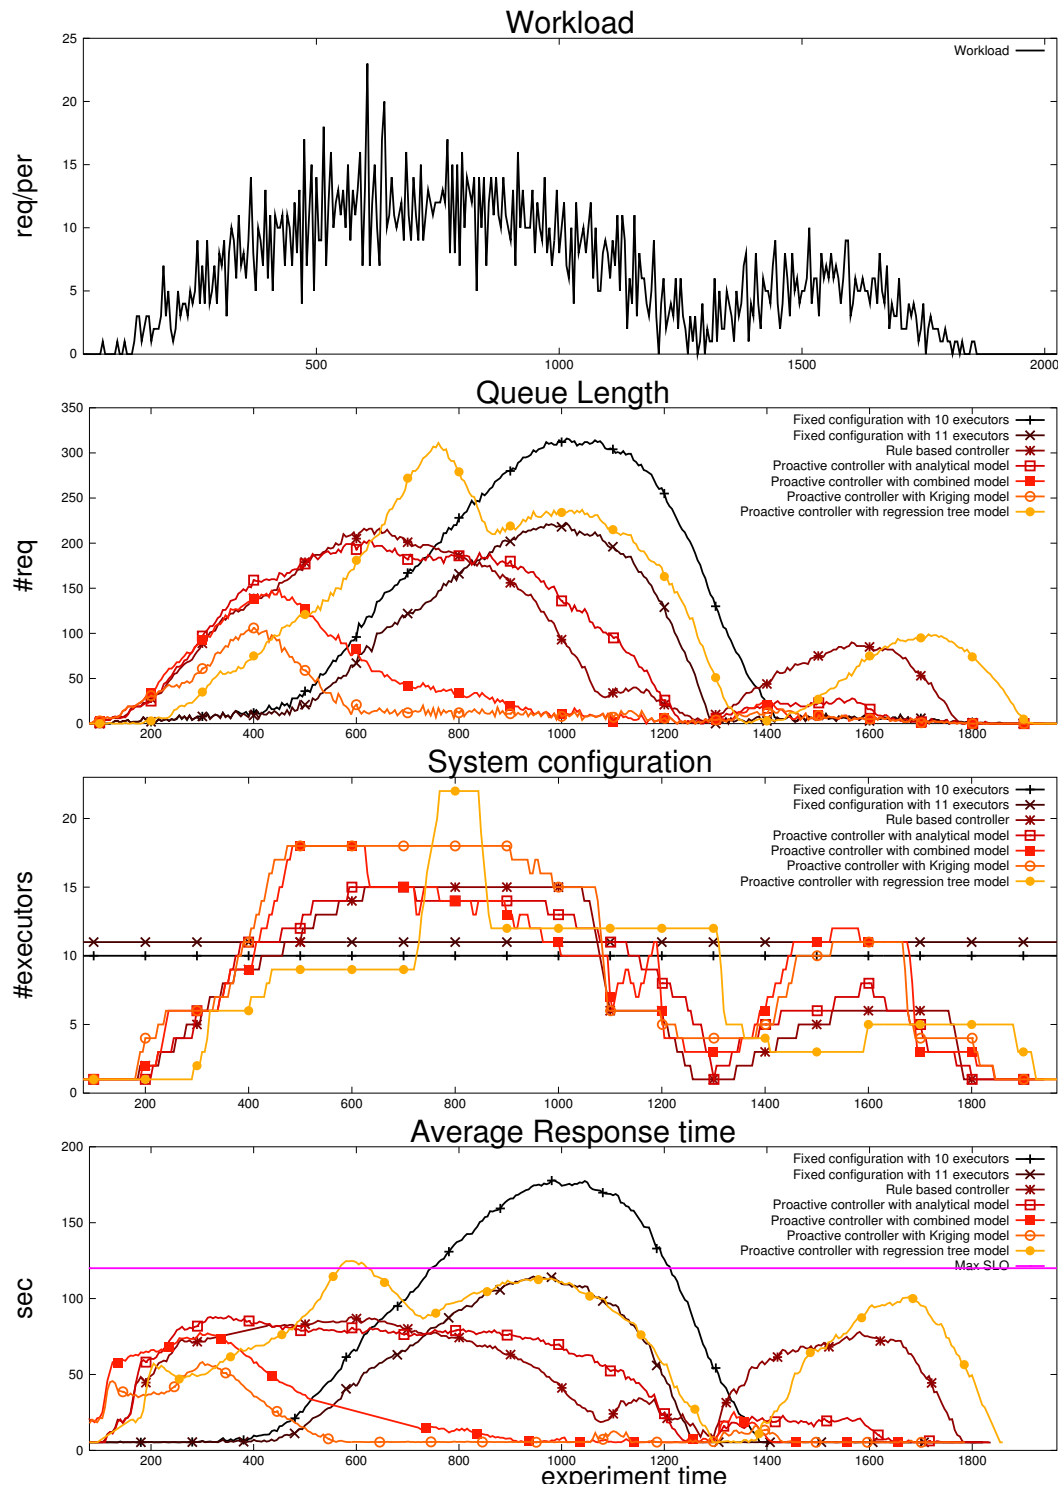 Workload
25
20
15
10
5
0
req/per
Workload
500
1000
1500
2000
Queue Length
350
300
250
200
150
100
50
0
#req
Fixed configuration with 10 executors
Fixed configuration with 11 executors
Rule based controller
Proactive controller with analytical model
Proactive controller with combined model
Proactive controller with Kriging model
Proactive controller with regression tree model
200
400
600
800
1000
1200
1400
1600
1800
System configuration
20
15
10
5
0
#executors
Fixed configuration with 10 executors
Fixed configuration with 11 executors
Rule based controller
Proactive controller with analytical model
Proactive controller with combined model
Proactive controller with Kriging model
Proactive controller with regression tree model
200
400
600
800
1000
1200
1400
1600
1800
Average Response time
200
150
100
50
0
sec
Fixed configuration with 10 executors
Fixed configuration with 11 executors
Rule based controller
Proactive controller with analytical model
Proactive controller with combined model
Proactive controller with Kriging model
Proactive controller with regression tree model
Max SLO
200
400
600
800
1000
1200
1400
1600
1800
experiment time